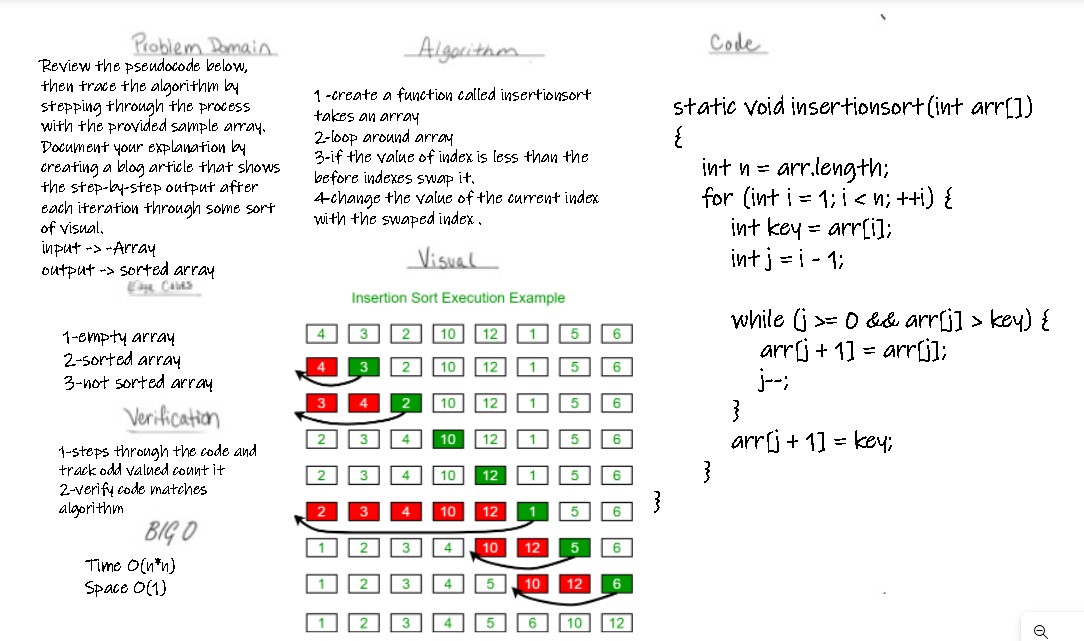 Problem Domain
Review the pseudocode below,
then trace the algorithm by
stepping through the process
with the provided sample array.
Document your explanation by
creating a blog article that shows
the step-by-step output after
each iteration through some sort
of visual.
input -> -Array
output -> sorted array
Edge Cases
1-empty array
2-sorted array
3-not sorted array
Verification
1-steps through the code and
track odd valued count it
2-verify code matches
algorithm
BIG O
Time O(n*n)
Space O(1)
Algorithm
1 -create a function called insertionsort
takes an array
2-loop around array
3-if the value of index is less than the
before indexes swap it.
4-change the value of the current index
with the swaped index .
Visual
Insertion Sort Execution Example
4 3 2 10 12 1 5 6
4 3 2 10 12 1 5 6
3 4 2 10 12 1 5 6
2 3 4 10 12 1 5 6
2 3 4 10 12 1 5 6
2 3 4 10 12 1 5 6
1 2 3 4 10 12 5 6
1 2 3 4 5 10 12 6
1 2 3 4 5 6 10 12
Code
static void insertionsort(int arr[])
{
int n = arr.length;
for (int i = 1; i < n; ++i) {
int key = arr[i];
int j = i - 1;
while (j >= 0 && arr[j] > key) {
arr[j + 1] = arr[j];
j--;
}
arr[j + 1] = key;
}
}